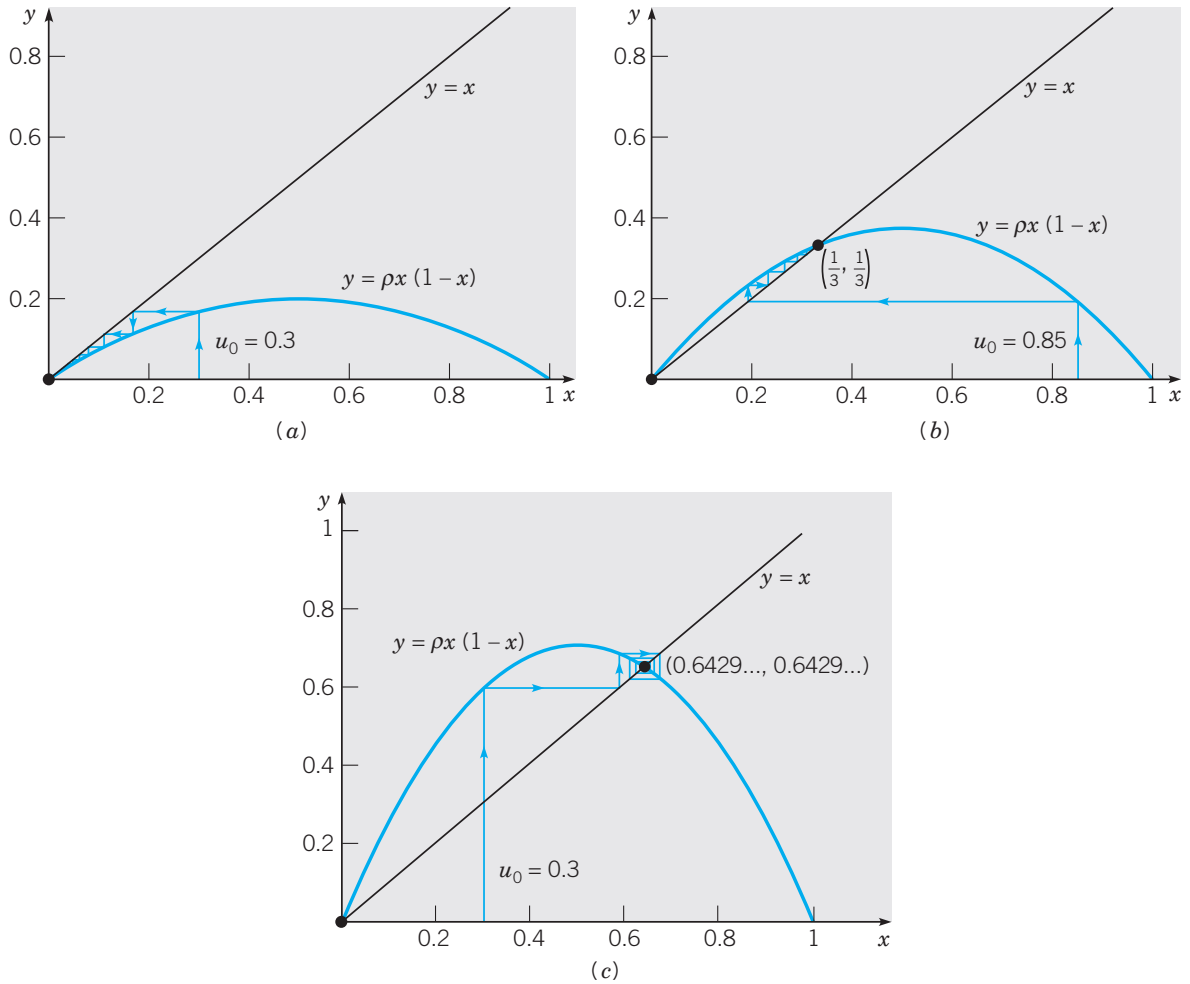 y
0.8
0.6
0.4
0.2
y = x
y = ρx (1 – x)
u₀ = 0.3
0.2 0.4 0.6 0.8 1 x
(a)
y
0.8
0.6
0.4
0.2
y = x
y = ρx (1 – x)
(1/3, 1/3)
u₀ = 0.85
0.2 0.4 0.6 0.8 1 x
(b)
y
1
0.8
0.6
0.4
0.2
y = x
y = ρx (1 – x)
(0.6429..., 0.6429...)
u₀ = 0.3
0.2 0.4 0.6 0.8 1 x
(c)